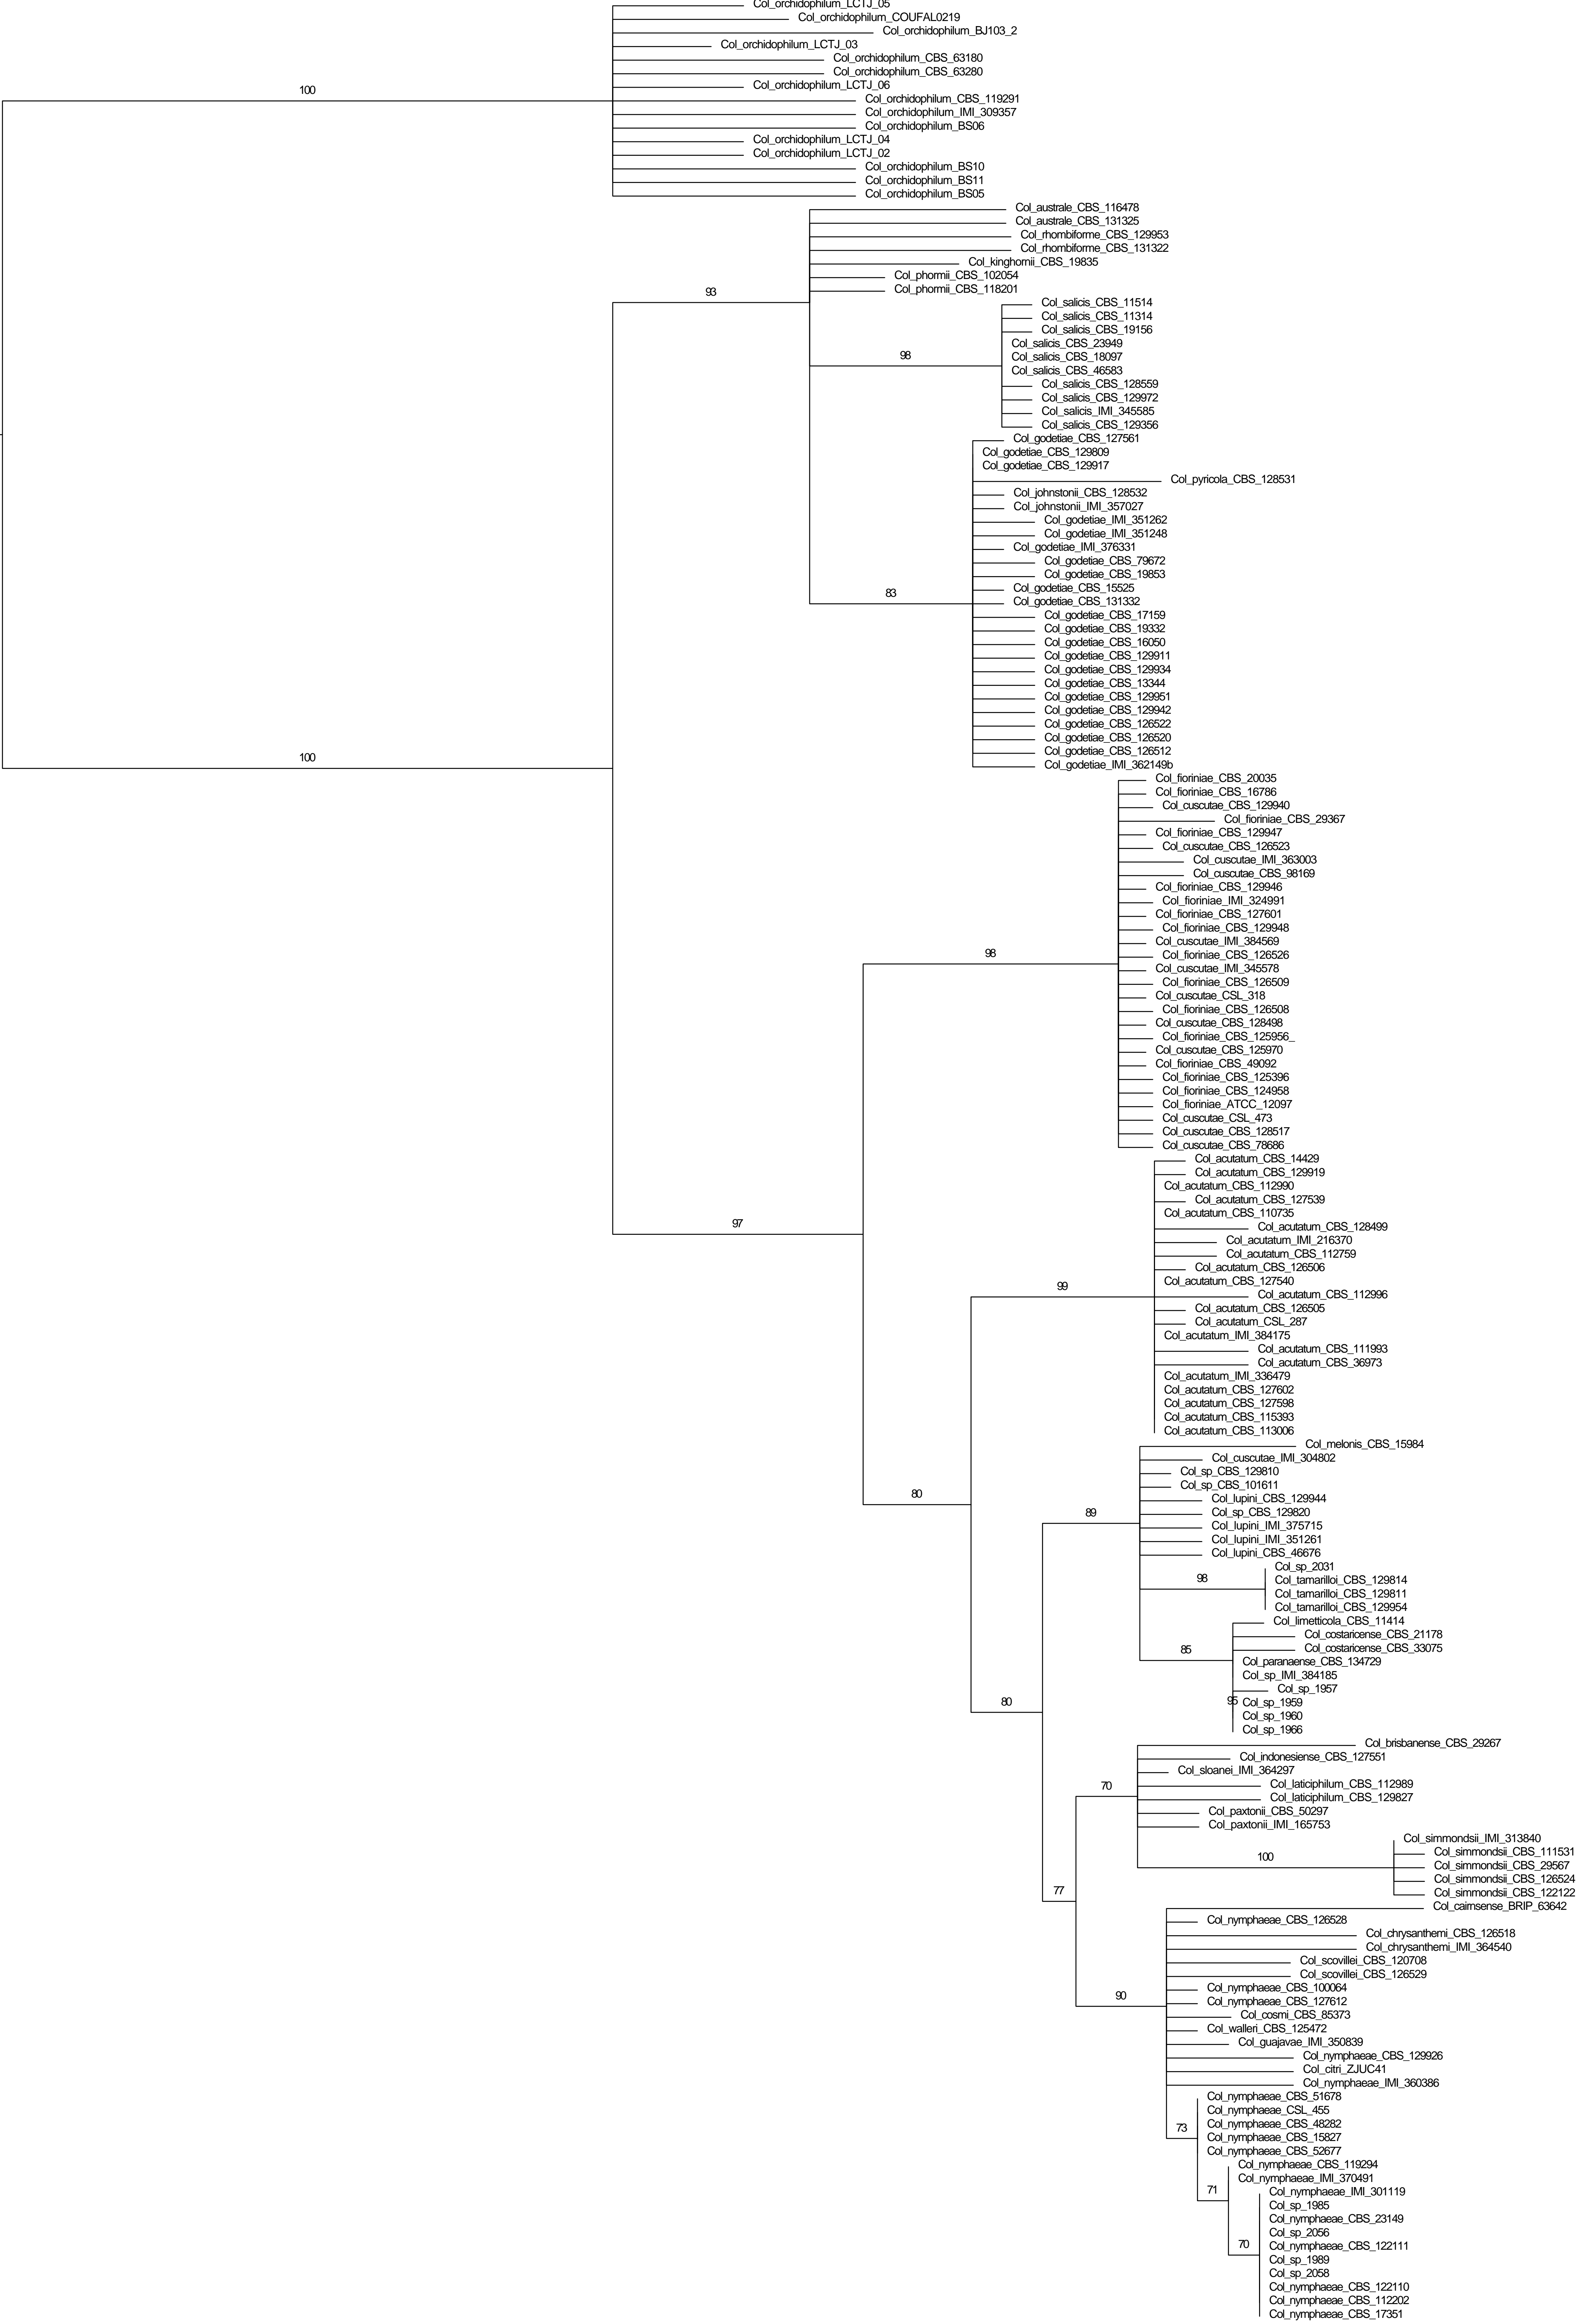 Col_orchidophilum_LCTJ_05
Col_orchidophilum_COUFAL0219
Col_orchidophilum_BJ103_2
Col_orchidophilum_LCTJ_03
Col_orchidophilum_CBS_63180
Col_orchidophilum_CBS_63280
Col_orchidophilum_LCTJ_06
100
Col_orchidophilum_CBS_119291
Col_orchidophilum_IMI_309357
Col_orchidophilum_BS06
Col_orchidophilum_LCTJ_04
Col_orchidophilum_LCTJ_02
Col_orchidophilum_BS10
Col_orchidophilum_BS11
Col_orchidophilum_BS05
Col_australe_CBS_116478
Col_australe_CBS_131325
Col_rhombiforme_CBS_129953
Col_rhombiforme_CBS_131322
Col_kinghornii_CBS_19835
Col_phormii_CBS_102054
Col_phormii_CBS_118201
93
Col_salicis_CBS_11514
Col_salicis_CBS_11314
Col_salicis_CBS_19156
Col_salicis_CBS_23949
98
Col_salicis_CBS_18097
Col_salicis_CBS_46583
Col_salicis_CBS_128559
Col_salicis_CBS_129972
Col_salicis_IMI_345585
Col_salicis_CBS_129356
Col_godetiae_CBS_127561
Col_godetiae_CBS_129809
Col_godetiae_CBS_129917
Col_pyricola_CBS_128531
Col_johnstonii_CBS_128532
Col_johnstonii_IMI_357027
Col_godetiae_IMI_351262
Col_godetiae_IMI_351248
Col_godetiae_IMI_376331
Col_godetiae_CBS_79672
Col_godetiae_CBS_19853
Col_godetiae_CBS_15525
83
Col_godetiae_CBS_131332
Col_godetiae_CBS_17159
Col_godetiae_CBS_19332
Col_godetiae_CBS_16050
Col_godetiae_CBS_129911
Col_godetiae_CBS_129934
Col_godetiae_CBS_13344
Col_godetiae_CBS_129951
Col_godetiae_CBS_129942
Col_godetiae_CBS_126522
Col_godetiae_CBS_126520
Col_godetiae_CBS_126512
100
Col_godetiae_IMI_362149b
Col_fioriniae_CBS_20035
Col_fioriniae_CBS_16786
Col_cuscutae_CBS_129940
Col_fioriniae_CBS_29367
Col_fioriniae_CBS_129947
Col_cuscutae_CBS_126523
Col_cuscutae_IMI_363003
Col_cuscutae_CBS_98169
Col_fioriniae_CBS_129946
Col_fioriniae_IMI_324991
Col_fioriniae_CBS_127601
Col_fioriniae_CBS_129948
Col_cuscutae_IMI_384569
98
Col_fioriniae_CBS_126526
Col_cuscutae_IMI_345578
Col_fioriniae_CBS_126509
Col_cuscutae_CSL_318
Col_fioriniae_CBS_126508
Col_cuscutae_CBS_128498
Col_fioriniae_CBS_125956_
Col_cuscutae_CBS_125970
Col_fioriniae_CBS_49092
Col_fioriniae_CBS_125396
Col_fioriniae_CBS_124958
Col_fioriniae_ATCC_12097
Col_cuscutae_CSL_473
Col_cuscutae_CBS_128517
Col_cuscutae_CBS_78686
Col_acutatum_CBS_14429
Col_acutatum_CBS_129919
Col_acutatum_CBS_112990
Col_acutatum_CBS_127539
Col_acutatum_CBS_110735
97
Col_acutatum_CBS_128499
Col_acutatum_IMI_216370
Col_acutatum_CBS_112759
Col_acutatum_CBS_126506
Col_acutatum_CBS_127540
99
Col_acutatum_CBS_112996
Col_acutatum_CBS_126505
Col_acutatum_CSL_287
Col_acutatum_IMI_384175
Col_acutatum_CBS_111993
Col_acutatum_CBS_36973
Col_acutatum_IMI_336479
Col_acutatum_CBS_127602
Col_acutatum_CBS_127598
Col_acutatum_CBS_115393
Col_acutatum_CBS_113006
Col_melonis_CBS_15984
Col_cuscutae_IMI_304802
Col_sp_CBS_129810
Col_sp_CBS_101611
80
Col_lupini_CBS_129944
89
Col_sp_CBS_129820
Col_lupini_IMI_375715
Col_lupini_IMI_351261
Col_lupini_CBS_46676
Col_sp_2031
98
Col_tamarilloi_CBS_129814
Col_tamarilloi_CBS_129811
Col_tamarilloi_CBS_129954
Col_limetticola_CBS_11414
Col_costaricense_CBS_21178
85
Col_costaricense_CBS_33075
Col_paranaense_CBS_134729
Col_sp_IMI_384185
Col_sp_1957
80
95
Col_sp_1959
Col_sp_1960
Col_sp_1966
Col_brisbanense_CBS_29267
Col_indonesiense_CBS_127551
Col_sloanei_IMI_364297
70
Col_laticiphilum_CBS_112989
Col_laticiphilum_CBS_129827
Col_paxtonii_CBS_50297
Col_paxtonii_IMI_165753
Col_simmondsii_IMI_313840
Col_simmondsii_CBS_111531
100
Col_simmondsii_CBS_29567
Col_simmondsii_CBS_126524
77
Col_simmondsii_CBS_122122
Col_cairnsense_BRIP_63642
Col_nymphaeae_CBS_126528
Col_chrysanthemi_CBS_126518
Col_chrysanthemi_IMI_364540
Col_scovillei_CBS_120708
Col_scovillei_CBS_126529
Col_nymphaeae_CBS_100064
90
Col_nymphaeae_CBS_127612
Col_cosmi_CBS_85373
Col_walleri_CBS_125472
Col_guajavae_IMI_350839
Col_nymphaeae_CBS_129926
Col_citri_ZJUC41
Col_nymphaeae_IMI_360386
Col_nymphaeae_CBS_51678
Col_nymphaeae_CSL_455
Col_nymphaeae_CBS_48282
73
Col_nymphaeae_CBS_15827
Col_nymphaeae_CBS_52677
Col_nymphaeae_CBS_119294
Col_nymphaeae_IMI_370491
71
Col_nymphaeae_IMI_301119
Col_sp_1985
Col_nymphaeae_CBS_23149
Col_sp_2056
70
Col_nymphaeae_CBS_122111
Col_sp_1989
Col_sp_2058
Col_nymphaeae_CBS_122110
Col_nymphaeae_CBS_112202
Col_nymphaeae_CBS_17351